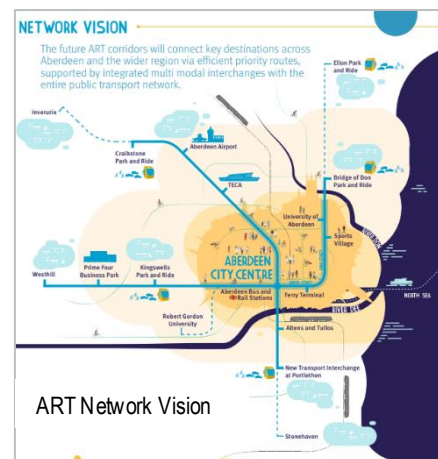 NETWORK VISION
The future ART corridors will connect key destinations across
Aberdeen and the wider region via efficient priority routes,
supported by integrated multi modal interchanges with the
entire public transport network.
Ellon Park
and Ride
Inverurie
Craibstone
Park and Ride
Aberdeen Airport
TECA
Bridge of Don
Park and Ride
University of
Aberdeen
Sports
Village
ABERDEEN
CITY CENTRE
Westhill
Prime Four
Business Park
Kingswells
Park and Ride
Aberdeen Bus and
Rail Stations
Ferry Terminal
NORTH SEA
RIVER DEE
Robert Gordon
University
Altens and Tullos
New Transport Interchange
at Portlethen
Stonehaven
ART Network Vision